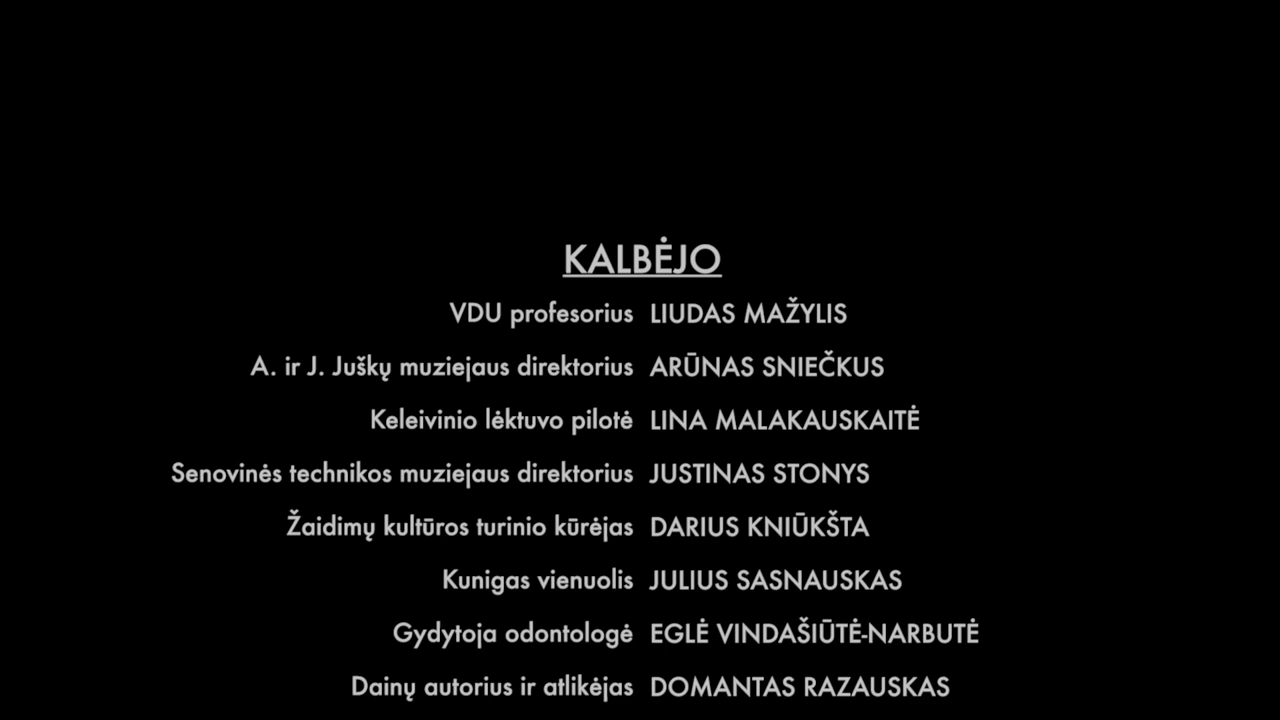 KALBĖJO
VDU profesorius LIUDAS MAŽYLIS
A. ir J. Juškų muziejaus direktorius ARŪNAS SNIEČKUS
Keleivinio lėktuvo pilotė LINA MALAKAUSKAITĖ
Senovinės technikos muziejaus direktorius JUSTINAS STONYS
Žaidimų kultūros turinio kūrėjas DARIUS KNIŪKŠTA
Kunigas vienuolis JULIUS SASNAUSKAS
Gydytoja odontologė EGLĖ VINDAŠIŪTĖ-NARBUTĖ
Dainų autorius ir atlikėjas DOMANTAS RAZAUSKAS